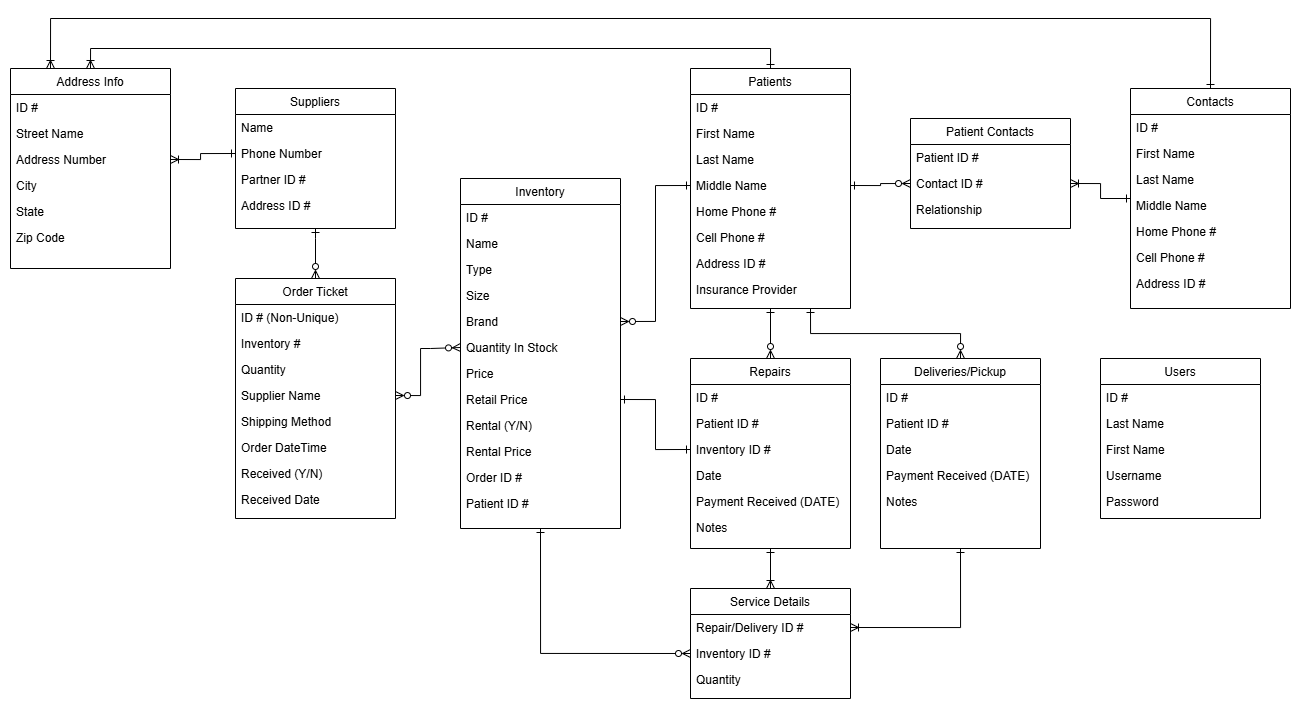 Address Info
ID #
Street Name
Address Number
City
State
Zip Code
Suppliers
Name
Phone Number
Partner ID #
Address ID #
Order Ticket
ID # (Non-Unique)
Inventory #
Quantity
Supplier Name
Shipping Method
Order DateTime
Received (Y/N)
Received Date
Inventory
ID #
Name
Type
Size
Brand
Quantity In Stock
Price
Retail Price
Rental (Y/N)
Rental Price
Order ID #
Patient ID #
Patients
ID #
First Name
Last Name
Middle Name
Home Phone #
Cell Phone #
Address ID #
Insurance Provider
Patient Contacts
Patient ID #
Contact ID #
Relationship
Contacts
ID #
First Name
Last Name
Middle Name
Home Phone #
Cell Phone #
Address ID #
Repairs
ID #
Patient ID #
Inventory ID #
Date
Payment Received (DATE)
Notes
Deliveries/Pickup
ID #
Patient ID #
Date
Payment Received (DATE)
Notes
Users
ID #
Last Name
First Name
Username
Password
Service Details
Repair/Delivery ID #
Inventory ID #
Quantity